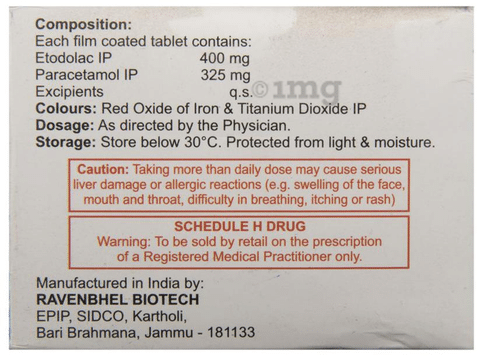 Composition:
Each film coated tablet contains:
Etodolac IP 400 mg
Paracetamol IP 325 mg
Excipients q.s.
1mg
Colours: Red Oxide of Iron & Titanium Dioxide IP
Dosage: As directed by the Physician.
Storage: Store below 30°C. Protected from light & moisture.
Caution: Taking more than daily dose may cause serious
liver damage or allergic reactions (e.g. swelling of the face,
mouth and throat, difficulty in breathing, itching or rash)
SCHEDULE H DRUG
Warning: To be sold by retail on the prescription
of a Registered Medical Practitioner only.
Manufactured in India by:
RAVENBHEL BIOTECH
EPIP, SIDCO, Kartholi,
Bari Brahmana, Jammu - 181133